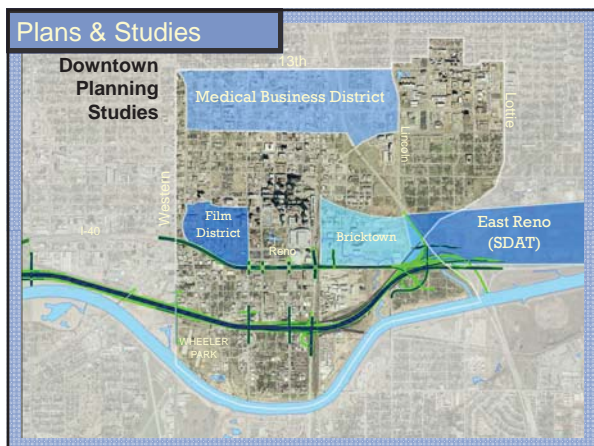 Plans & Studies
Downtown
Planning
Studies
13th
Medical Business District
Lottie
Lincoln
Western
Film
District
East Reno
(SDAT)
I-40
Bricktown
Reno
WHEELER
PARK